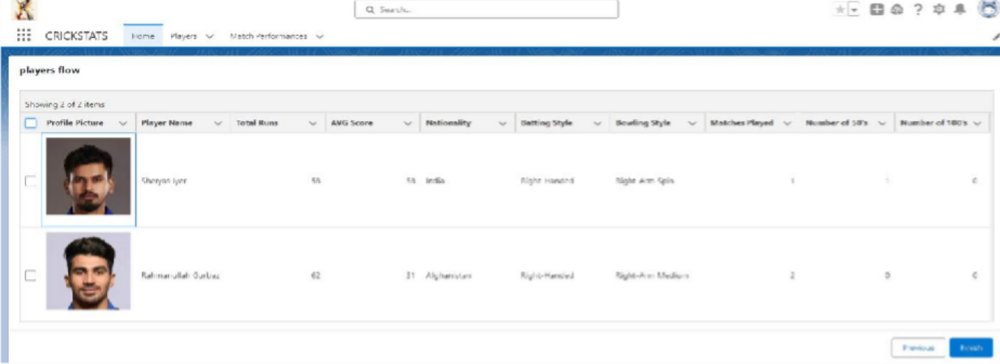 Search...
CRICKSTATS Home Players Match Performances
players flow
Showing 2 of 2 items
Profile Picture Player Name Total Runs AVG Score Nationality Batting Style Bowling Style Matches Played Number of 50's Number of 100's
Iyer India Right-Handed Right-Arm Spin 1 1 0
Rahmanullah Gurbaz 62 31 Afghanistan Right-Handed Right-Arm Medium 2 0 0
Previous Finish